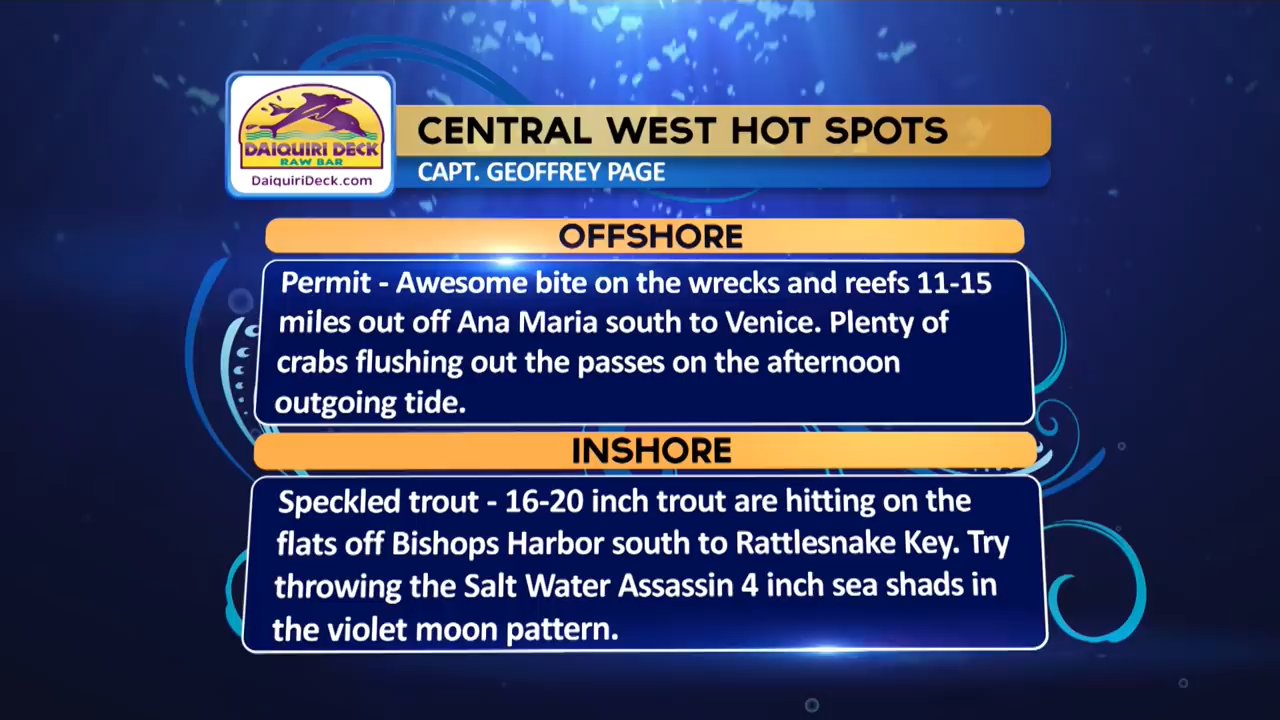 DAIQUIRI DECK
RAW BAR
DaiquiriDeck.com
CENTRAL WEST HOT SPOTS
CAPT. GEOFFREY PAGE
OFFSHORE
Permit - Awesome bite on the wrecks and reefs 11-15
miles out off Ana Maria south to Venice. Plenty of
crabs flushing out the passes on the afternoon
outgoing tide.
INSHORE
Speckled trout - 16-20 inch trout are hitting on the
flats off Bishops Harbor south to Rattlesnake Key. Try
throwing the Salt Water Assassin 4 inch sea shads in
the violet moon pattern.